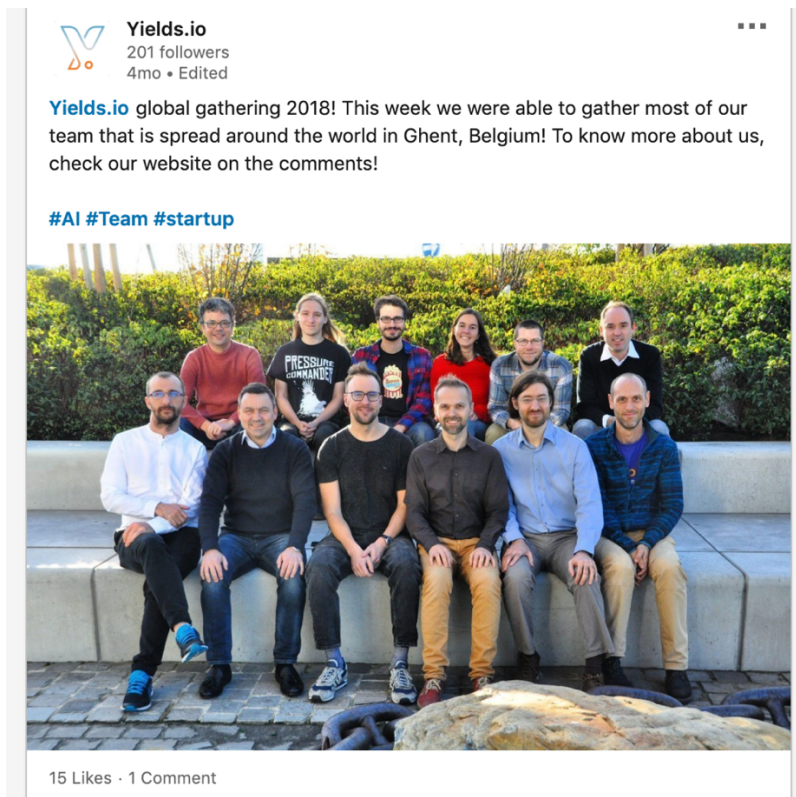 Yields.io
201 followers
4mo • Edited
Yields.io global gathering 2018! This week we were able to gather most of our
team that is spread around the world in Ghent, Belgium! To know more about us,
check our website on the comments!
#AI #Team #startup
PRESSURE
COMMANDER
15 Likes · 1 Comment